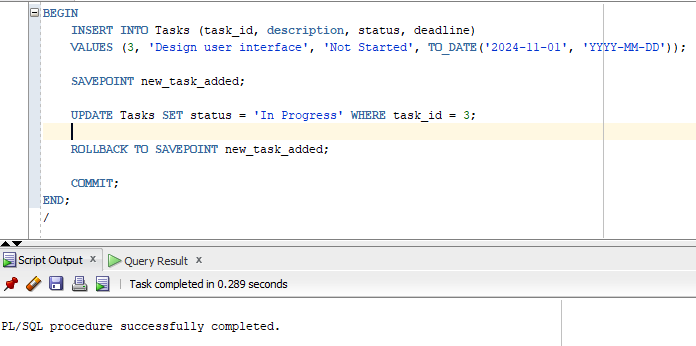 BEGIN
INSERT INTO Tasks (task_id, description, status, deadline)
VALUES (3, 'Design user interface', 'Not Started', TO_DATE('2024-11-01', 'YYYY-MM-DD'));
SAVEPOINT new_task_added;
UPDATE Tasks SET status = 'In Progress' WHERE task_id = 3;
ROLLBACK TO SAVEPOINT new_task_added;
COMMIT;
END;
/
Script Output x Query Result x
Task completed in 0.289 seconds
PL/SQL procedure successfully completed.